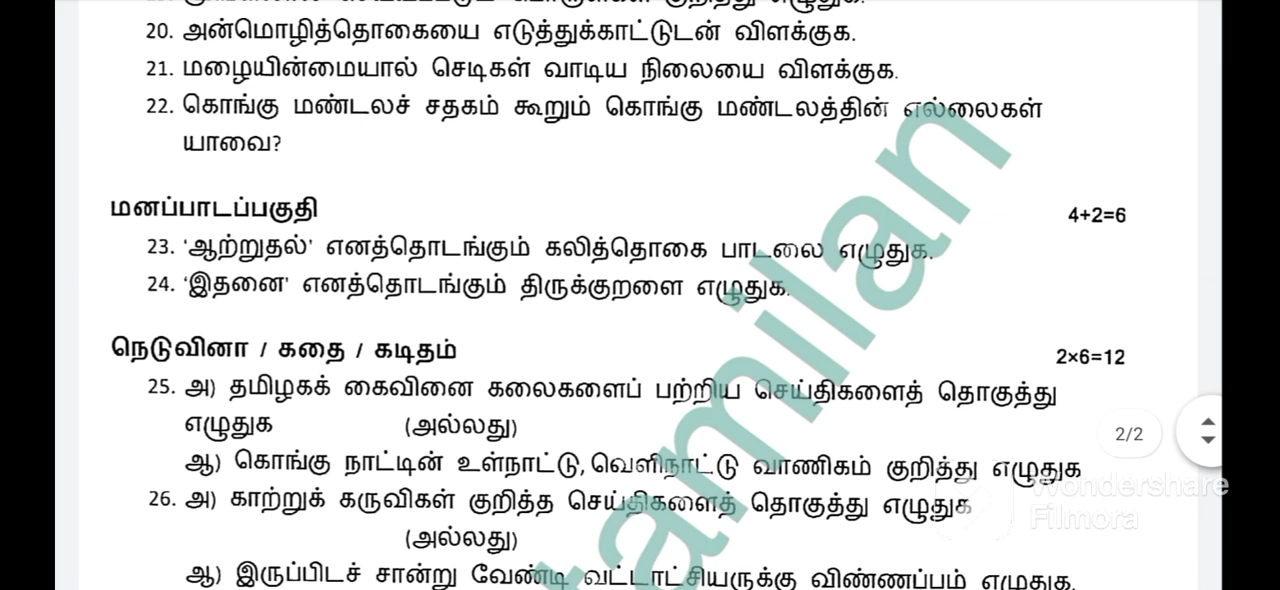 20. அன்மொழித்தொகையை எடுத்துக்காட்டுடன் விளக்குக.
21. மழையின்மையால் செடிகள் வாடிய நிலையை விளக்குக.
22. கொங்கு மண்டலச் சதகம் கூறும் கொங்கு மண்டலத்தின் எல்லைகள்
யாவை?
மனப்பாடப்பகுதி 4+2=6
23. 'ஆற்றுதல்' எனத்தொடங்கும் கலித்தொகை பாடலை எழுதுக.
24. 'இதனை' எனத்தொடங்கும் திருக்குறளை எழுதுக.
நெடுவினா / கதை / கடிதம் 2×6=12
25. அ) தமிழகக் கைவினை கலைகளைப் பற்றிய செய்திகளைத் தொகுத்து
எழுதுக (அல்லது)
2/2
ஆ) கொங்கு நாட்டின் உள்நாட்டு, வெளிநாட்டு வாணிகம் குறித்து எழுதுக
26. அ) காற்றுக் கருவிகள் குறித்த செய்திகளைத் தொகுத்து எழுதுக
(அல்லது)
ஆ) இருப்பிடச் சான்று வேண்டி வட்டாட்சியருக்கு விண்ணப்பம் எழுதுக.
tamilan
Wondershare
Filmora